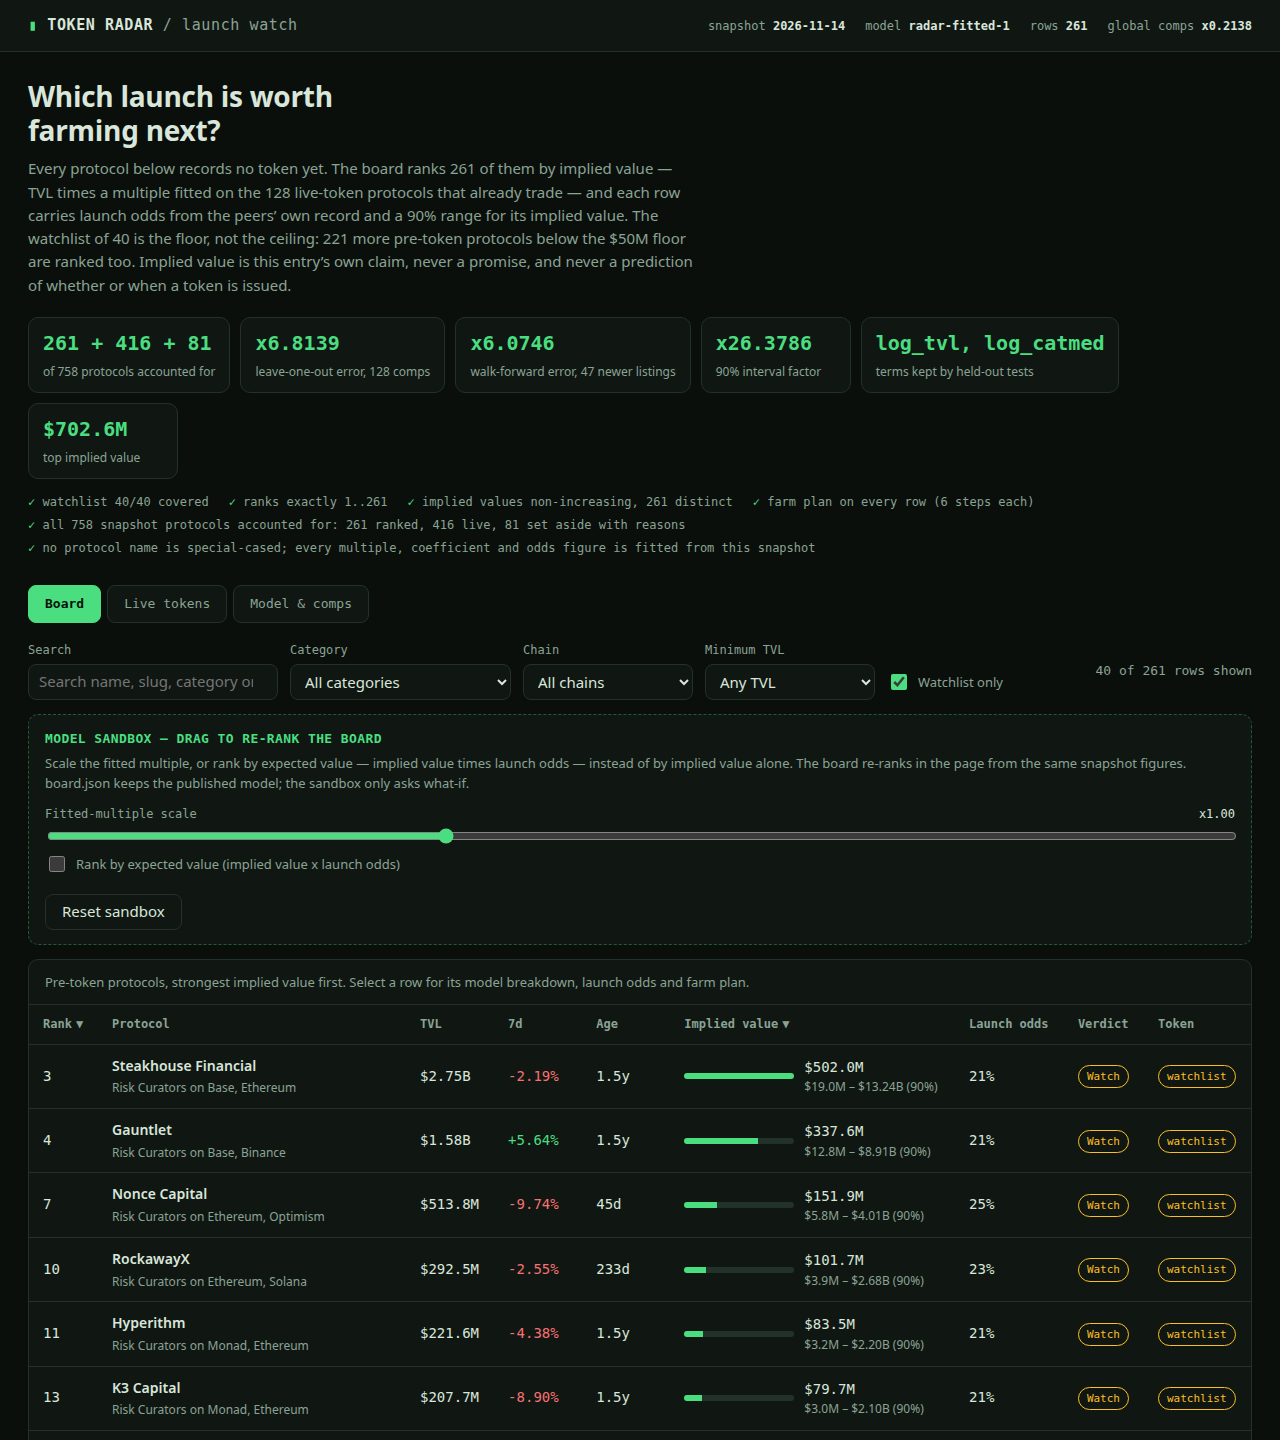 TOKEN RADAR / launch watch
snapshot 2026-11-14 model radar-fitted-1 rows 261 global comps x0.2138
Which launch is worth
farming next?
Every protocol below records no token yet. The board ranks 261 of them by implied value —
TVL times a multiple fitted on the 128 live-token protocols that already trade — and each row
carries launch odds from the peers’ own record and a 90% range for its implied value. The
watchlist of 40 is the floor, not the ceiling: 221 more pre-token protocols below the $50M floor
are ranked too. Implied value is this entry’s own claim, never a promise, and never a prediction
of whether or when a token is issued.
261 + 416 + 81
of 758 protocols accounted for
x6.8139
leave-one-out error, 128 comps
x6.0746
walk-forward error, 47 newer listings
x26.3786
90% interval factor
log_tvl, log_catmed
terms kept by held-out tests
$702.6M
top implied value
✓ watchlist 40/40 covered ✓ ranks exactly 1..261 ✓ implied values non-increasing, 261 distinct ✓ farm plan on every row (6 steps each)
✓ all 758 snapshot protocols accounted for: 261 ranked, 416 live, 81 set aside with reasons
✓ no protocol name is special-cased; every multiple, coefficient and odds figure is fitted from this snapshot
Board Live tokens Model & comps
Search Category Chain Minimum TVL
Search name, slug, category or All categories All chains Any TVL Watchlist only 40 of 261 rows shown
MODEL SANDBOX — DRAG TO RE-RANK THE BOARD
Scale the fitted multiple, or rank by expected value — implied value times launch odds — instead of by implied value alone. The board re-ranks in the page from the same snapshot figures.
board.json keeps the published model; the sandbox only asks what-if.
Fitted-multiple scale x1.00
Rank by expected value (implied value x launch odds)
Reset sandbox
Pre-token protocols, strongest implied value first. Select a row for its model breakdown, launch odds and farm plan.
Rank ▼ Protocol TVL 7d Age Implied value ▼ Launch odds Verdict Token
3 Steakhouse Financial $2.75B -2.19% 1.5y $502.0M 21% Watch watchlist
Risk Curators on Base, Ethereum $19.0M – $13.24B (90%)
4 Gauntlet $1.58B +5.64% 1.5y $337.6M 21% Watch watchlist
Risk Curators on Base, Binance $12.8M – $8.91B (90%)
7 Nonce Capital $513.8M -9.74% 45d $151.9M 25% Watch watchlist
Risk Curators on Ethereum, Optimism $5.8M – $4.01B (90%)
10 RockawayX $292.5M -2.55% 233d $101.7M 23% Watch watchlist
Risk Curators on Ethereum, Solana $3.9M – $2.68B (90%)
11 Hyperithm $221.6M -4.38% 1.5y $83.5M 21% Watch watchlist
Risk Curators on Monad, Ethereum $3.2M – $2.20B (90%)
13 K3 Capital $207.7M -8.90% 1.5y $79.7M 21% Watch watchlist
Risk Curators on Monad, Ethereum $3.0M – $2.10B (90%)